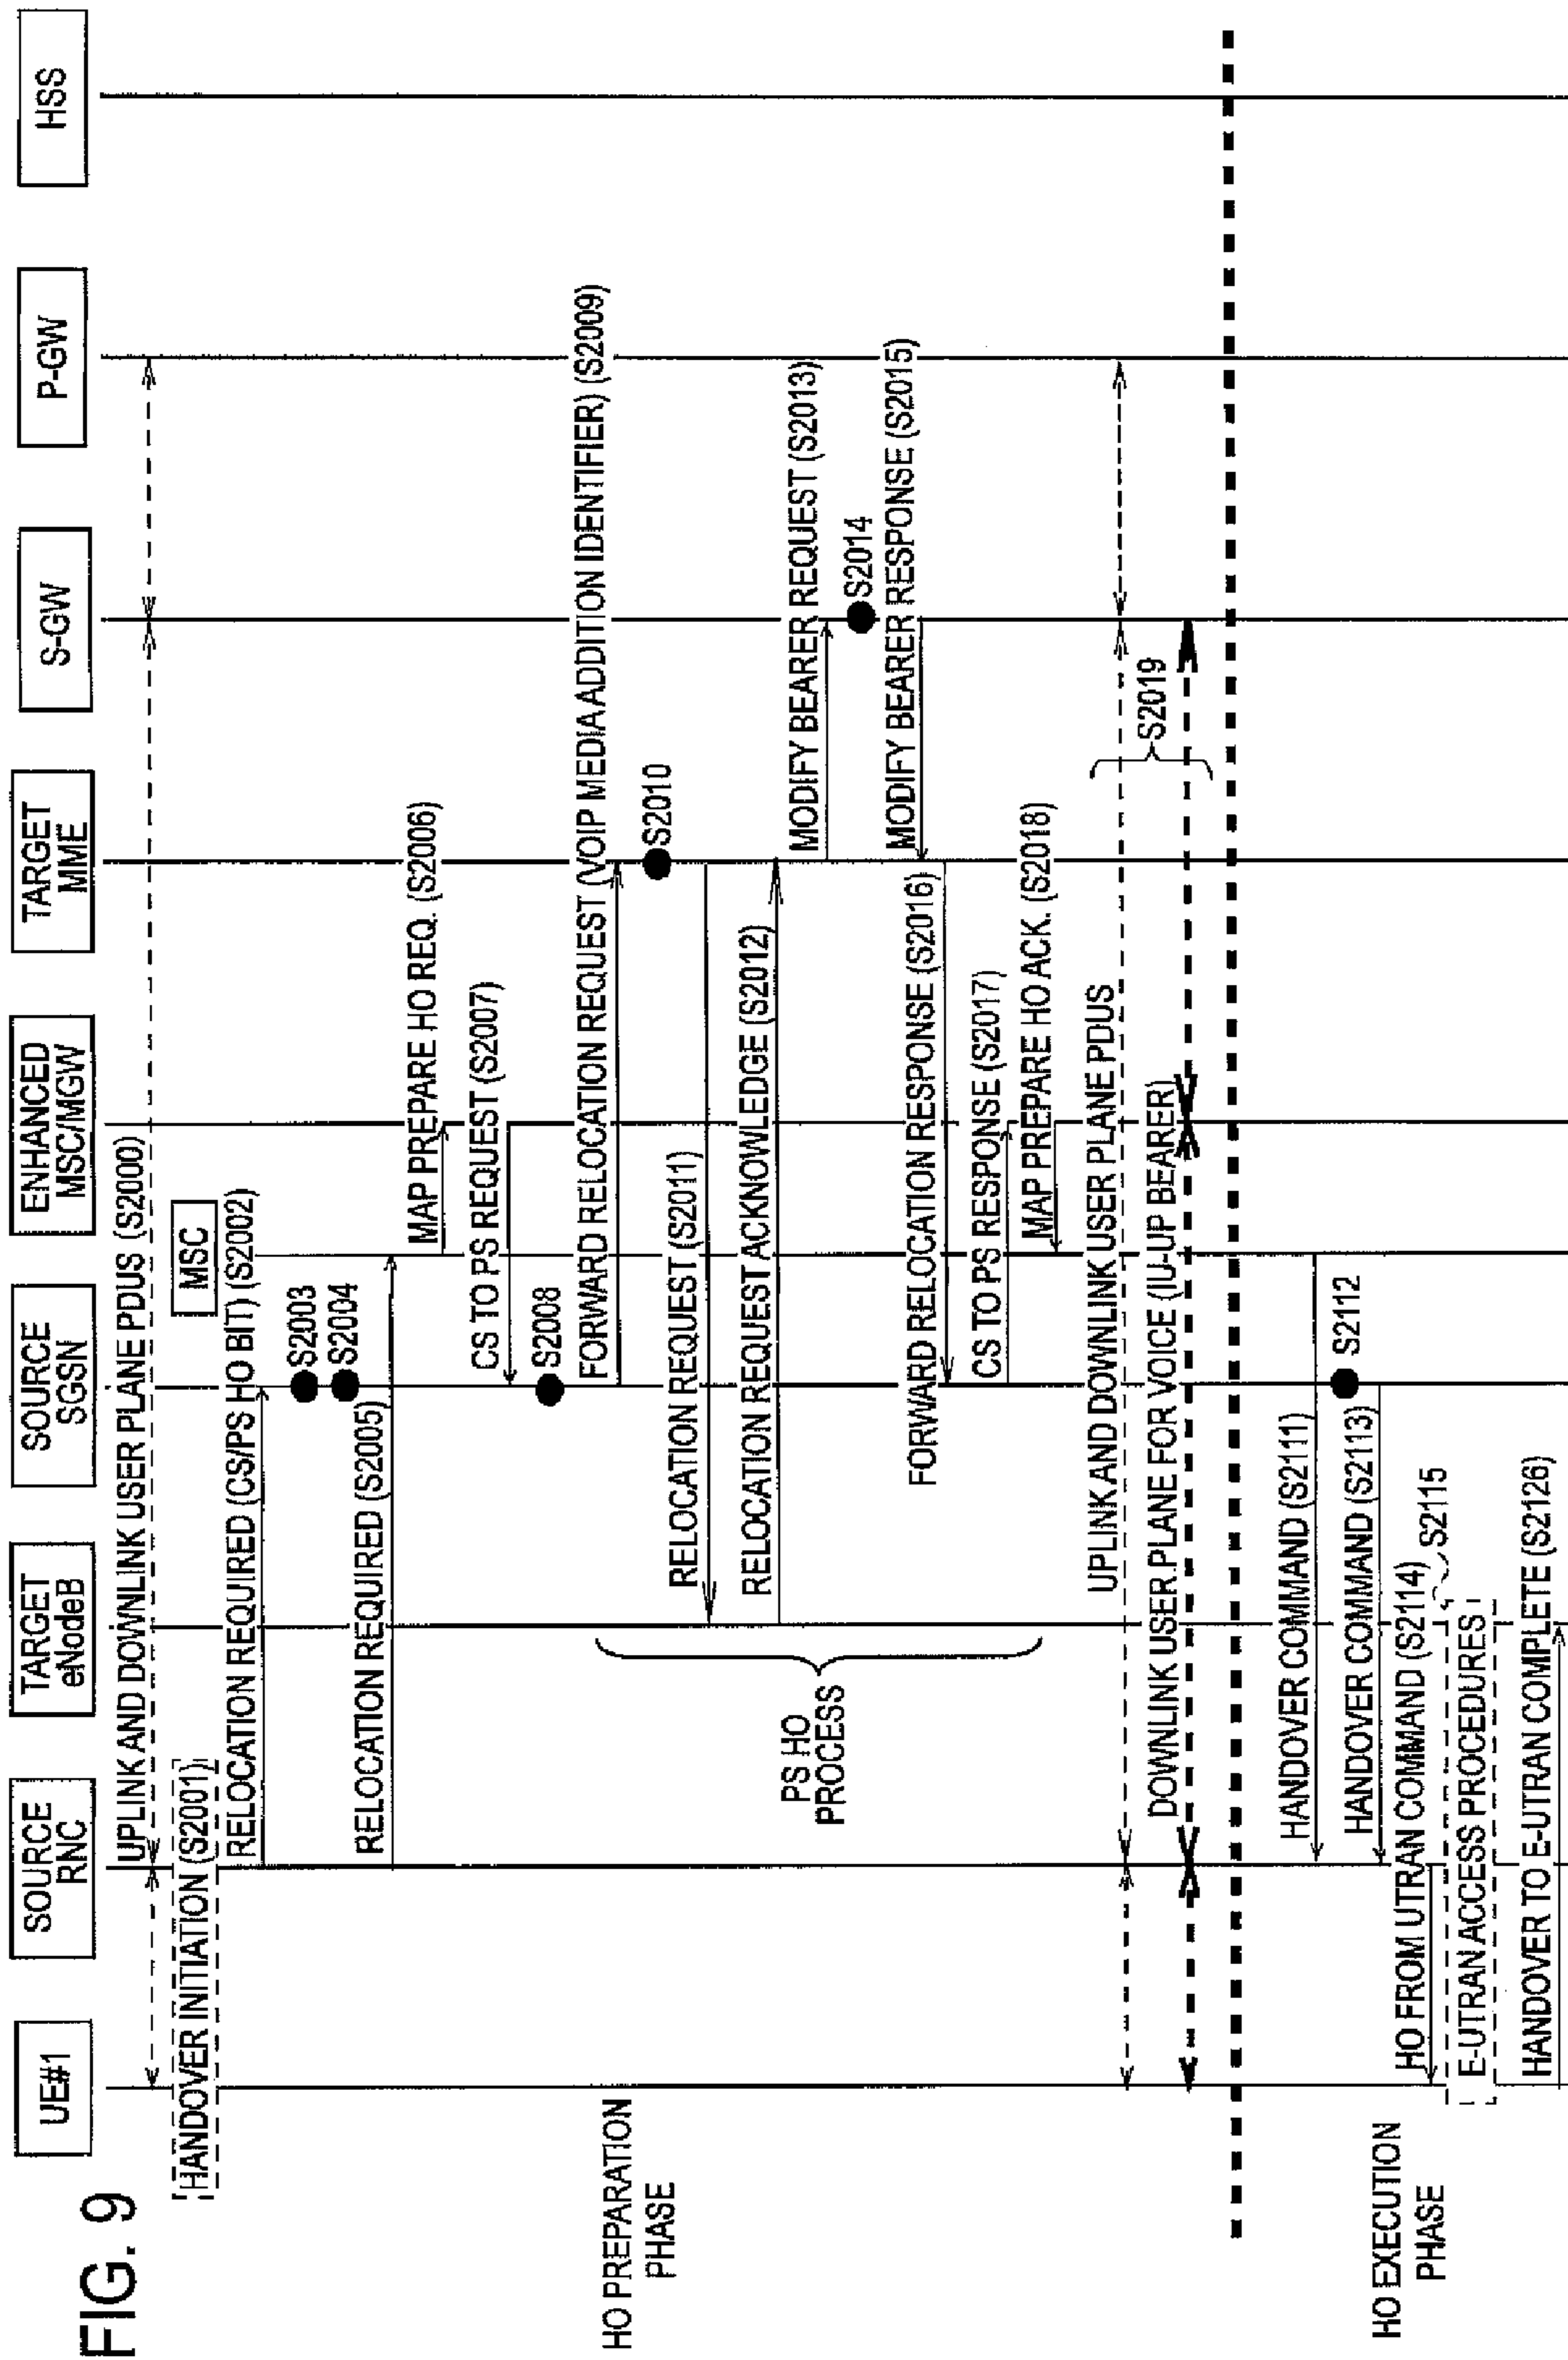 FIG. 9
UE#1
SOURCE
RNC
TARGET
eNodeB
SOURCE
SGSN
MSC
ENHANCED
MSC/MGW
TARGET
MME
S-GW
P-GW
HSS
HO PREPARATION
PHASE
UPLINK AND DOWNLINK USER PLANE PDUS (S2000)
HANDOVER INITIATION (S2001)
RELOCATION REQUIRED (CS/PS HO BIT) (S2002)
S2003
S2004
RELOCATION REQUIRED (S2005)
MAP PREPARE HO REQ. (S2006)
CS TO PS REQUEST (S2007)
S2008
FORWARD RELOCATION REQUEST (VOIP MEDIA ADDITION IDENTIFIER) (S2009)
S2010
RELOCATION REQUEST (S2011)
RELOCATION REQUEST ACKNOWLEDGE (S2012)
PS HO
PROCESS
MODIFY BEARER REQUEST (S2013)
S2014
MODIFY BEARER RESPONSE (S2015)
FORWARD RELOCATION RESPONSE (S2016)
CS TO PS RESPONSE (S2017)
MAP PREPARE HO ACK. (S2018)
UPLINK AND DOWNLINK USER PLANE PDUS
S2019
DOWNLINK USER.PLANE FOR VOICE (IU-UP BEARER)
HO EXECUTION
PHASE
HANDOVER COMMAND (S2111)
S2112
HANDOVER COMMAND (S2113)
HO FROM UTRAN COMMAND (S2114)
S2115
E-UTRAN ACCESS PROCEDURES
HANDOVER TO E-UTRAN COMPLETE (S2126)